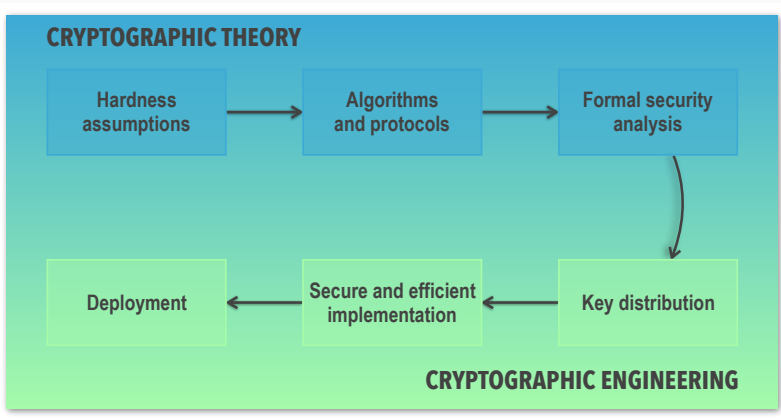 CRYPTOGRAPHIC THEORY
Hardness
assumptions
Algorithms
and protocols
Formal security
analysis
Deployment
Secure and efficient
implementation
Key distribution
CRYPTOGRAPHIC ENGINEERING